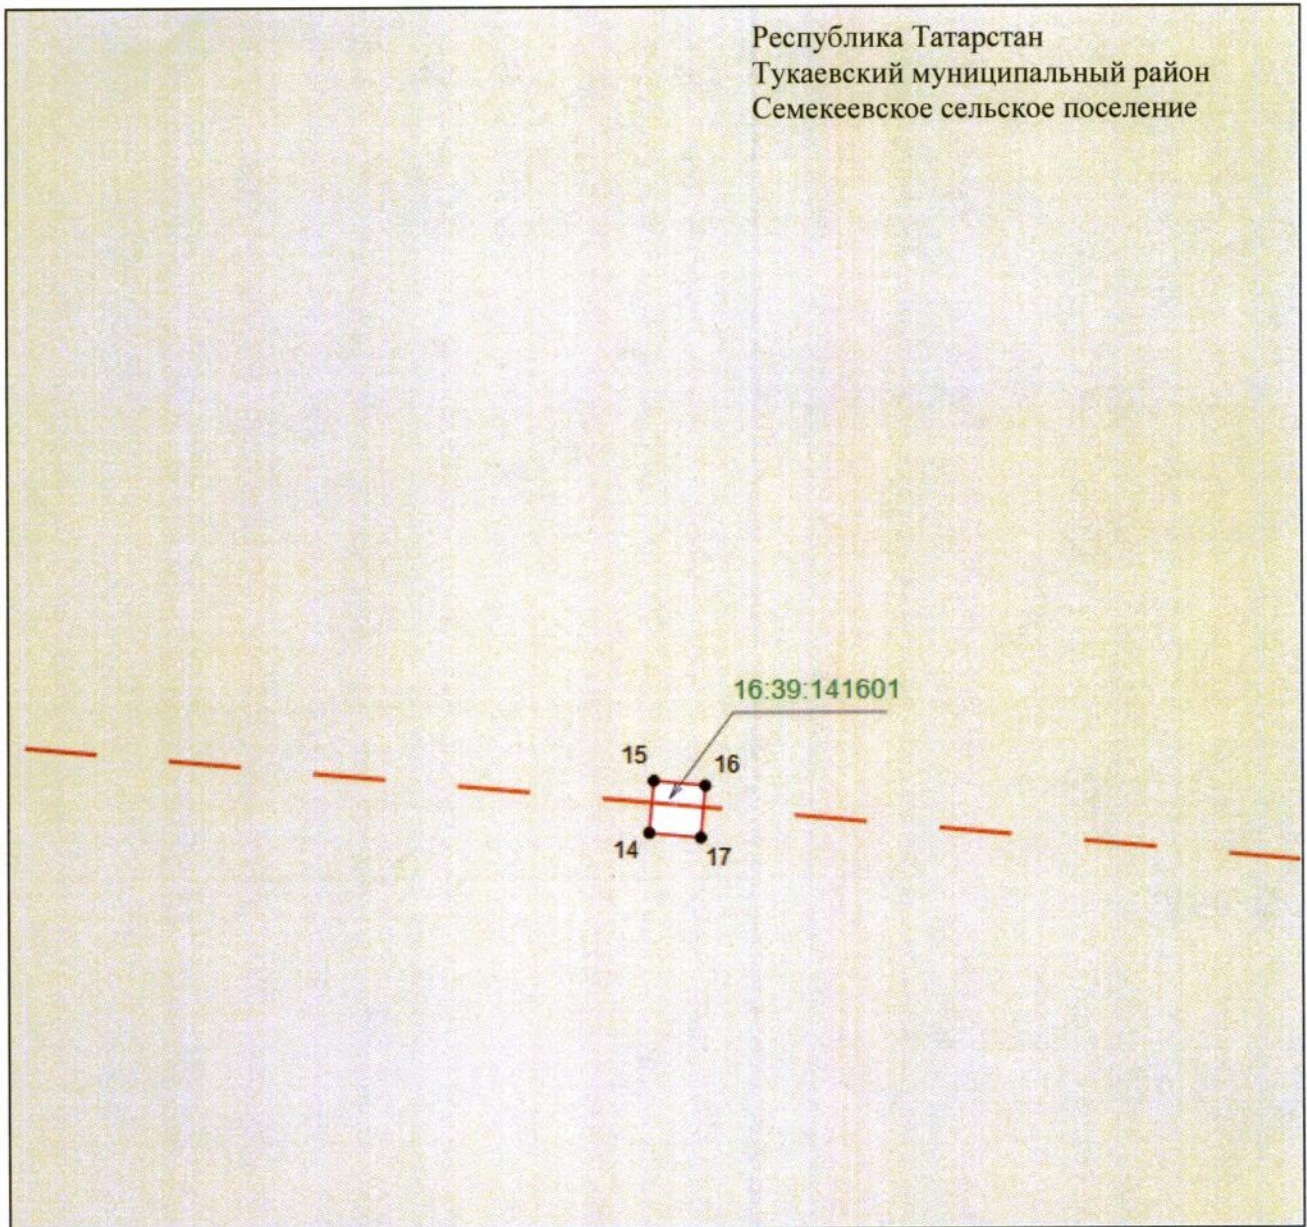 Республика Татарстан
Тукаевский муниципальный район
Семекеевское сельское поселение
16:39:141601
15
16
14
17